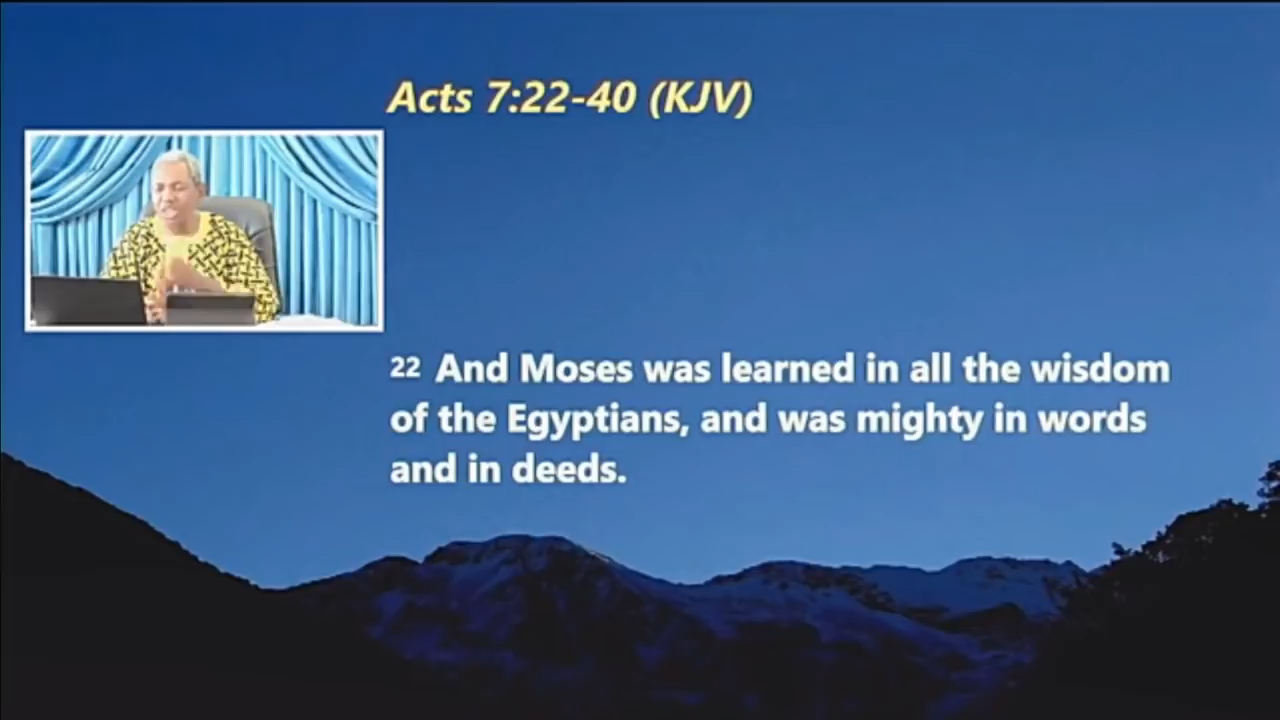 Acts 7:22-40 (KJV)
22 And Moses was learned in all the wisdom
of the Egyptians, and was mighty in words
and in deeds.